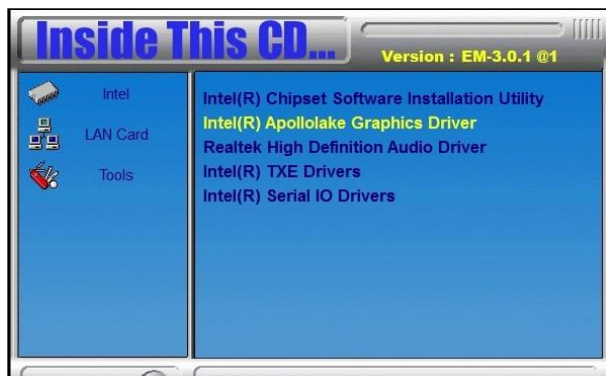 Inside This CD...
Version : EM-3.0.1 @1
Intel
LAN Card
Tools
Intel(R) Chipset Software Installation Utility
Intel(R) Apollolake Graphics Driver
Realtek High Definition Audio Driver
Intel(R) TXE Drivers
Intel(R) Serial IO Drivers